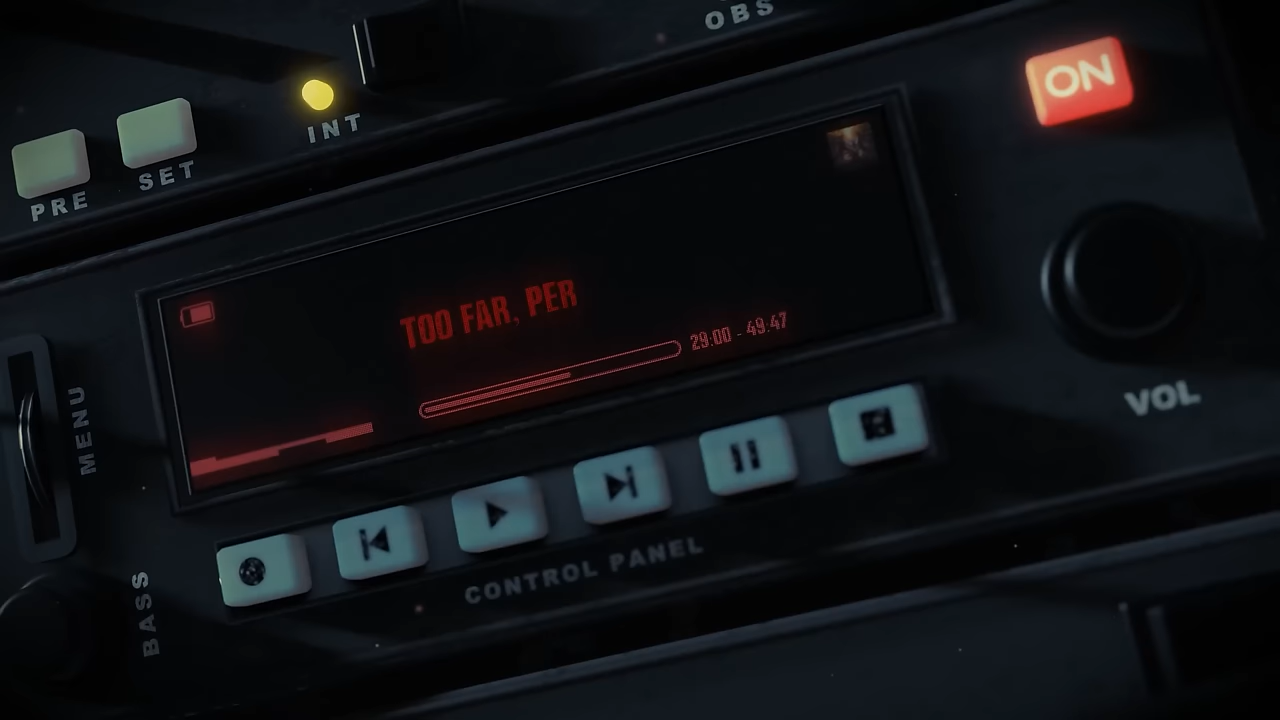 OBS
ON
INT
SET
PRE
TOO FAR, PER
29:00 - 49:47
MENU
VOL
CONTROL PANEL
BASS